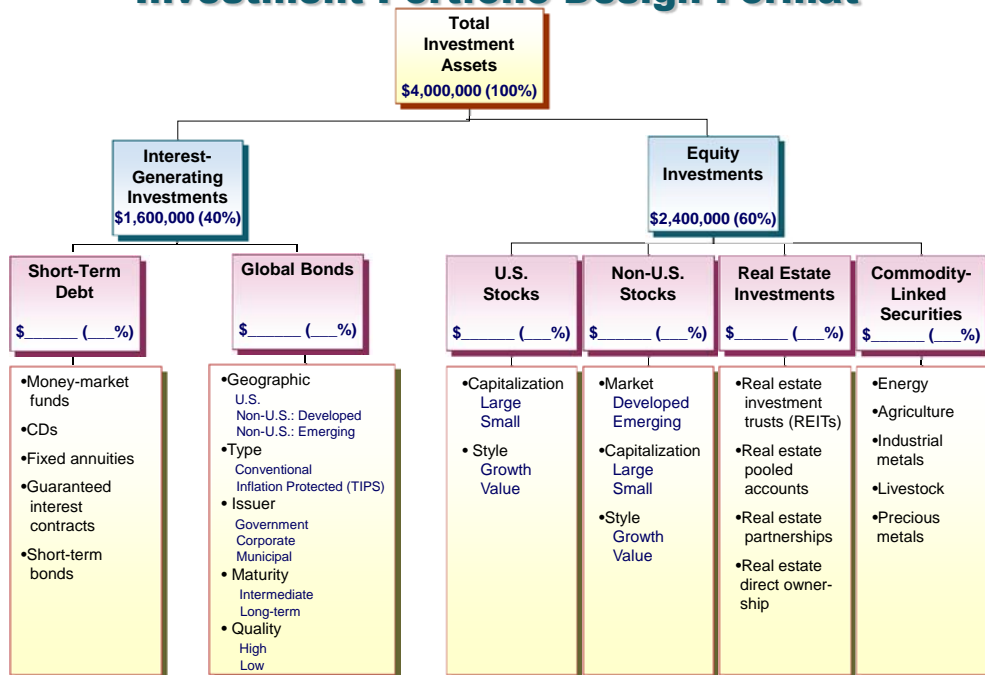 Investment Portfolio Design Format
Total
Investment
Assets
$4,000,000 (100%)
Interest-
Generating
Investments
$1,600,000 (40%)
Equity
Investments
$2,400,000 (60%)
Short-Term
Debt
$______ (___%)
Global Bonds
$______ (___%)
U.S.
Stocks
$______ (___%)
Non-U.S.
Stocks
$______ (___%)
Real Estate
Investments
$______ (___%)
Commodity-
Linked
Securities
$______ (___%)
•Money-market
funds
•CDs
•Fixed annuities
•Guaranteed
interest
contracts
•Short-term
bonds
•Geographic
U.S.
Non-U.S.: Developed
Non-U.S.: Emerging
•Type
Conventional
Inflation Protected (TIPS)
• Issuer
Government
Corporate
Municipal
• Maturity
Intermediate
Long-term
• Quality
High
Low
•Capitalization
Large
Small
• Style
Growth
Value
•Market
Developed
Emerging
•Capitalization
Large
Small
•Style
Growth
Value
•Real estate
investment
trusts (REITs)
•Real estate
pooled
accounts
•Real estate
partnerships
•Real estate
direct owner-
ship
•Energy
•Agriculture
•Industrial
metals
•Livestock
•Precious
metals